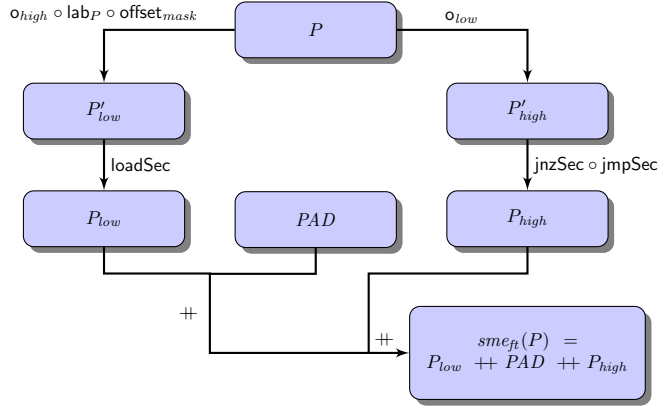 o_high ∘ lab_P ∘ offset_mask
P
o_low
P′_low
P′_high
loadSec
jnzSec ∘ jmpSec
P_low
PAD
P_high
⧺
⧺
sme_ft(P) =
P_low ⧺ PAD ⧺ P_high